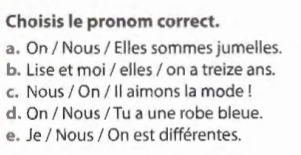 Choisis le pronom correct.
a. On / Nous / Elles sommes jumelles.
b. Lise et moi / elles / on a treize ans.
c. Nous / On / Il aimons la mode !
d. On / Nous / Tu a une robe bleue.
e. Je / Nous / On est différentes.